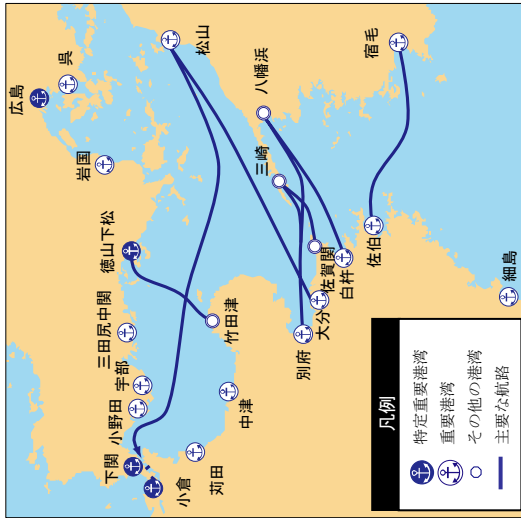 広島
呉
松山
岩国
八幡浜
宿毛
三崎
徳山下松
佐賀関
臼杵
佐伯
三田尻中関
竹田津
大分
別府
細島
宇部
小野田
中津
下関
小倉
苅田
凡例
特定重要港湾
重要港湾
その他の港湾
主要な航路